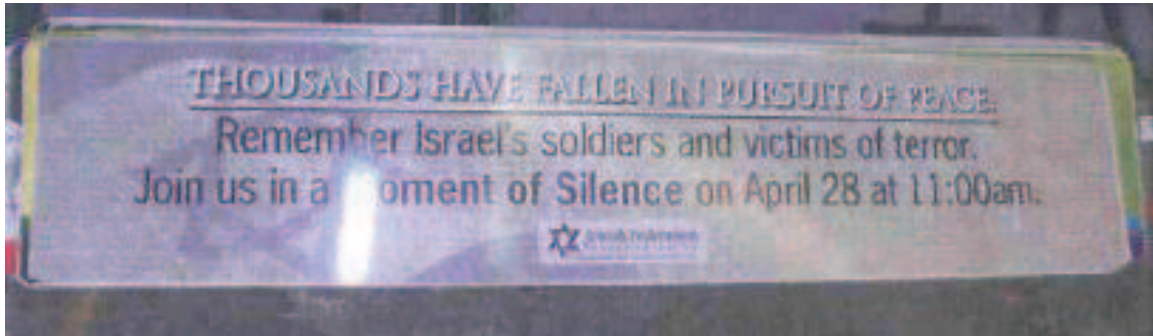 THOUSANDS HAVE FALLEN IN PURSUIT OF PEACE.
Remember Israel's soldiers and victims of terror.
Join us in a Moment of Silence on April 28 at 11:00am.